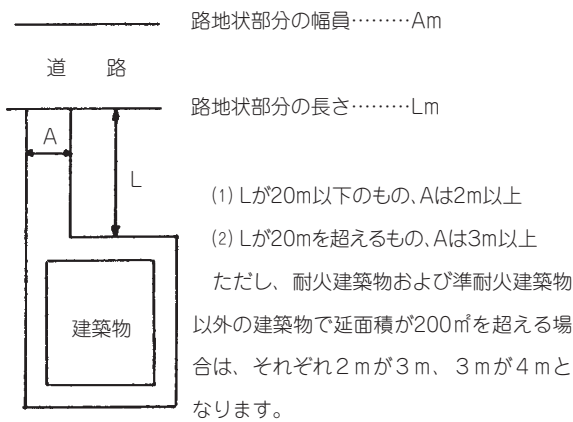 路地状部分の幅員………Am
道 路
路地状部分の長さ………Lm
A
L
⑴ Lが20m以下のもの、Aは2m以上
⑵ Lが20mを超えるもの、Aは3m以上
ただし、耐火建築物および準耐火建築物
以外の建築物で延面積が200㎡を超える場
合は、それぞれ２ｍが３ｍ、３ｍが４ｍと
なります。
建築物